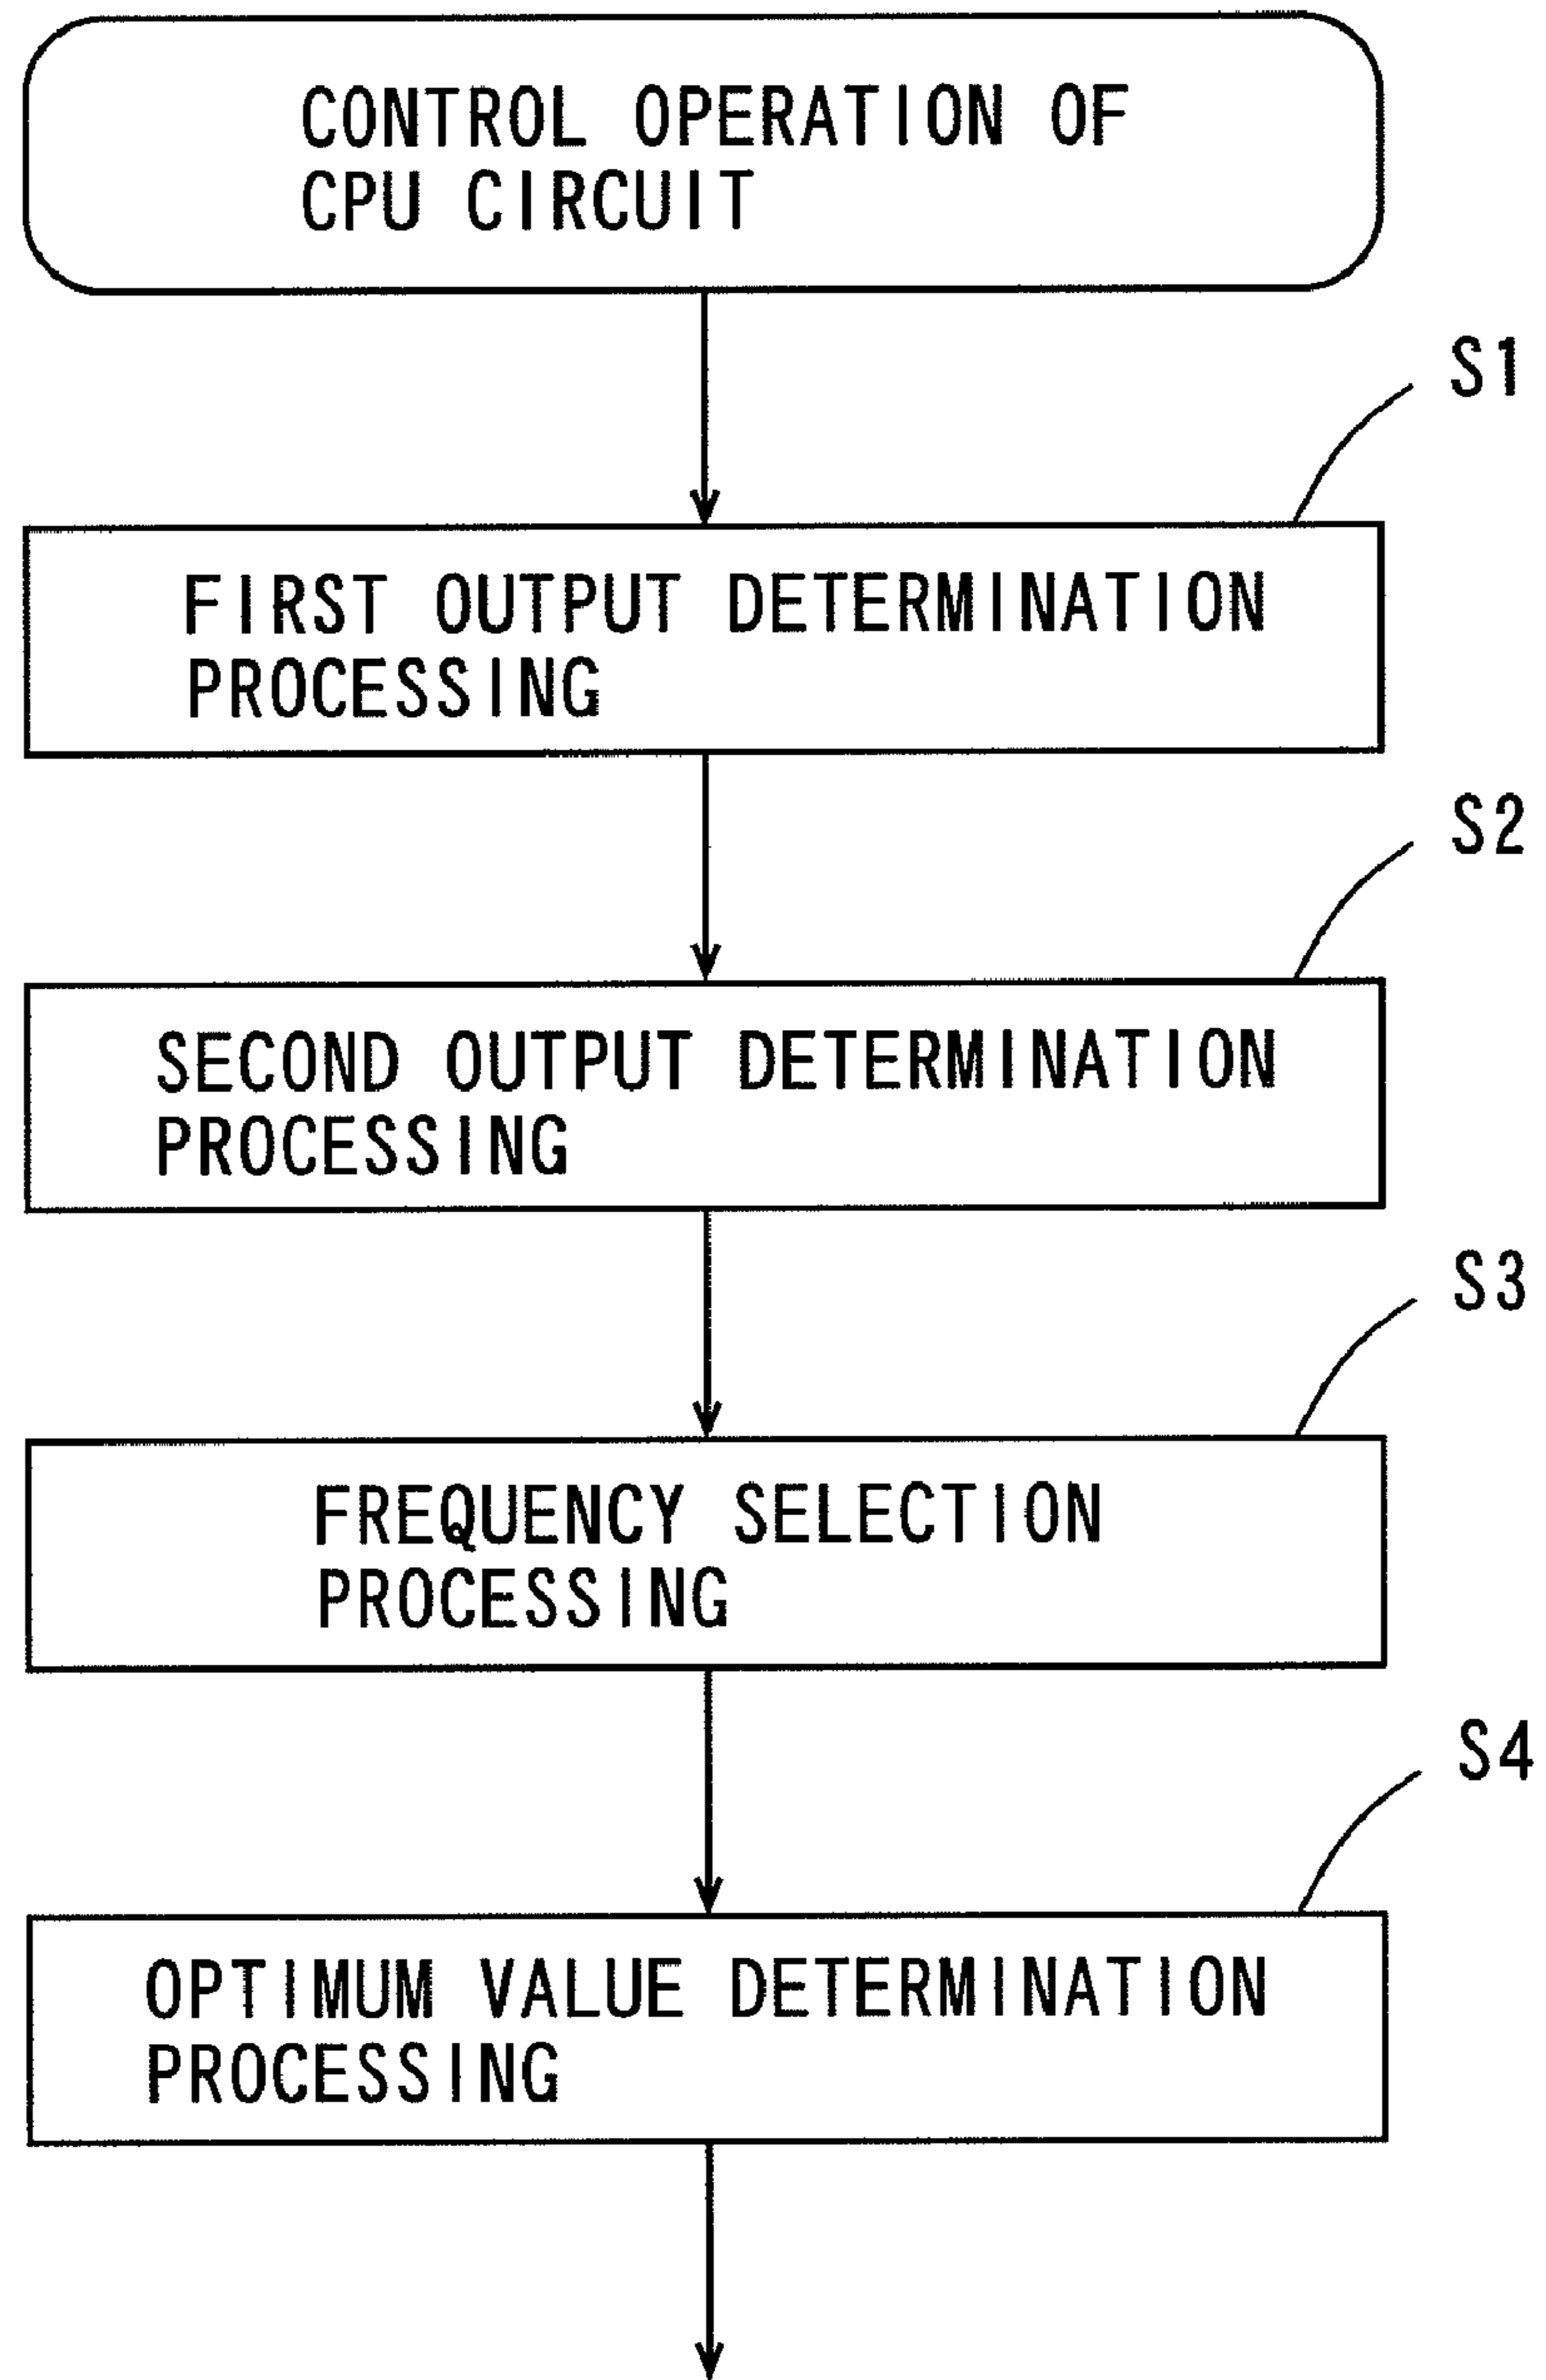 CONTROL OPERATION OF
CPU CIRCUIT
S1
FIRST OUTPUT DETERMINATION
PROCESSING
S2
SECOND OUTPUT DETERMINATION
PROCESSING
S3
FREQUENCY SELECTION
PROCESSING
S4
OPTIMUM VALUE DETERMINATION
PROCESSING